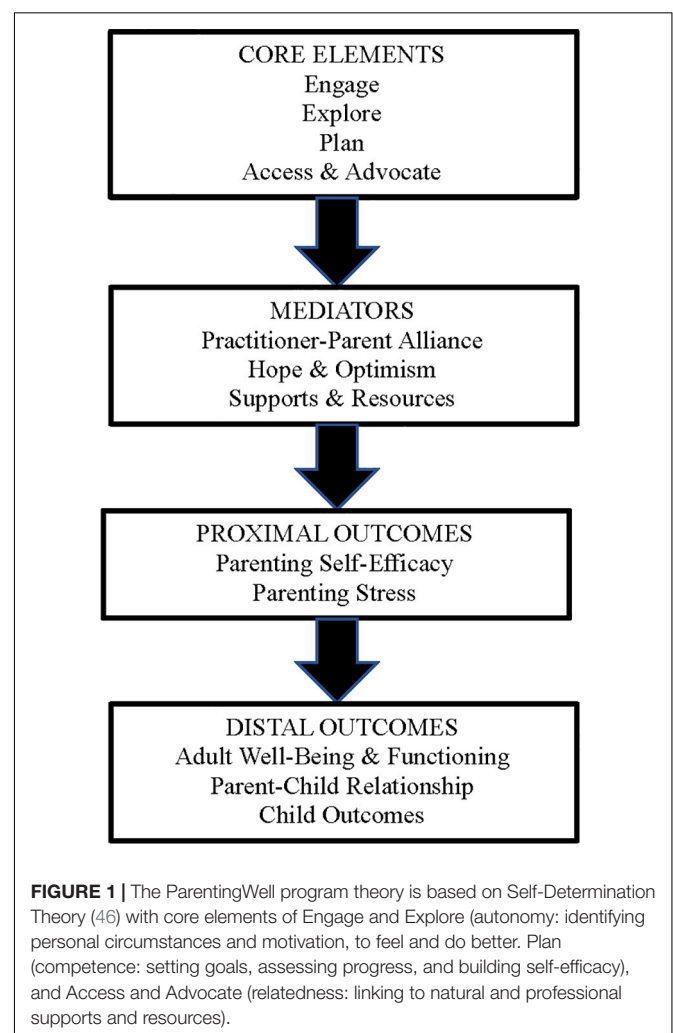 CORE ELEMENTS
Engage
Explore
Plan
Access & Advocate
MEDIATORS
Practitioner-Parent Alliance
Hope & Optimism
Supports & Resources
PROXIMAL OUTCOMES
Parenting Self-Efficacy
Parenting Stress
DISTAL OUTCOMES
Adult Well-Being & Functioning
Parent-Child Relationship
Child Outcomes
FIGURE 1 | The ParentingWell program theory is based on Self-Determination
Theory (46) with core elements of Engage and Explore (autonomy: identifying
personal circumstances and motivation, to feel and do better. Plan
(competence: setting goals, assessing progress, and building self-efficacy),
and Access and Advocate (relatedness: linking to natural and professional
supports and resources).